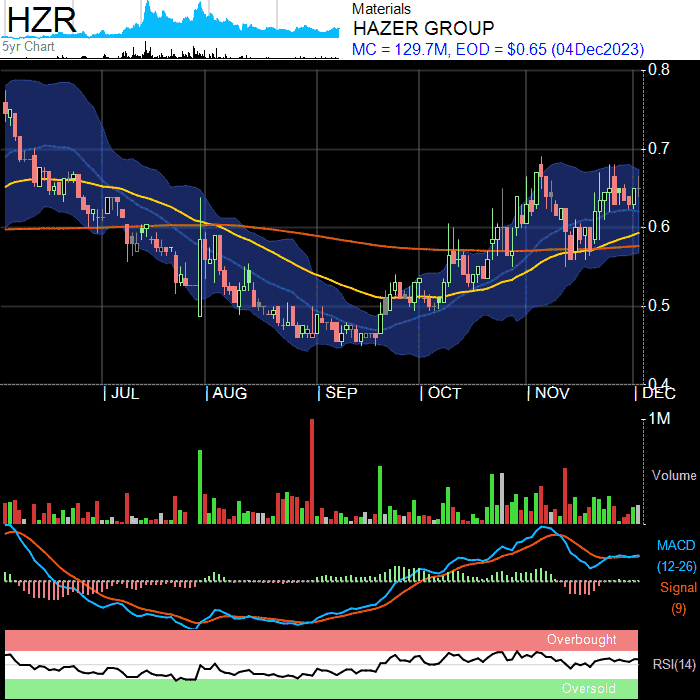 HZR
5yr Chart
Materials
HAZER GROUP
MC = 129.7M, EOD = $0.65 (04Dec2023)
0.8
0.7
0.6
0.5
0.4
JUL AUG SEP OCT NOV DEC
1M
Volume
MACD
(12-26)
Signal
(9)
Overbought
RSI(14)
Oversold